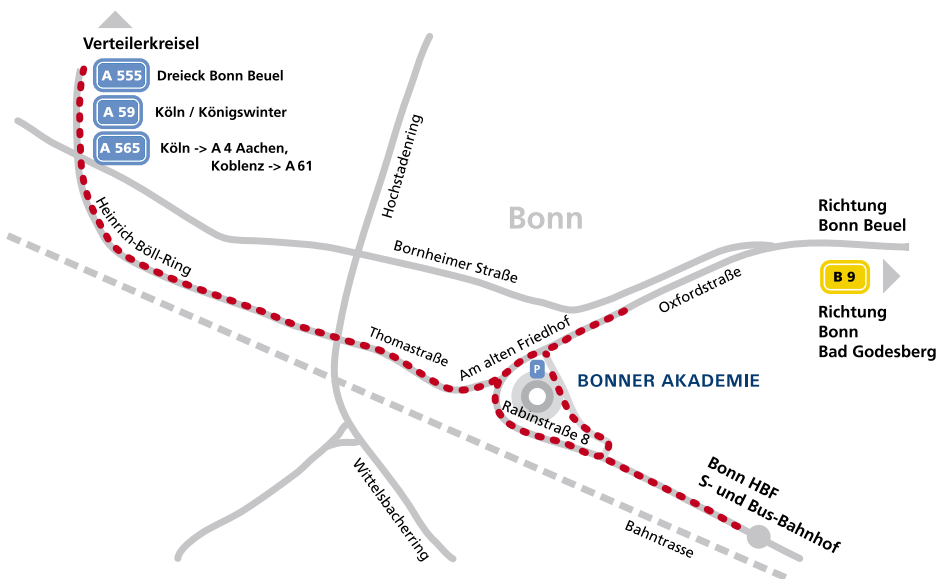 Verteilerkreisel
A 555 Dreieck Bonn Beuel
A 59 Köln / Königswinter
A 565 Köln -> A 4 Aachen,
Koblenz -> A 61
Hochstadenring
Heinrich-Böll-Ring
Bonn
Bornheimer Straße
Richtung
Bonn Beuel
B 9
Richtung
Bonn
Bad Godesberg
Oxfordstraße
Thomastraße
Am alten Friedhof
P
BONNER AKADEMIE
Rabinstraße 8
Wittelsbacherring
Bonn HBF
S- und Bus-Bahnhof
Bahntrasse